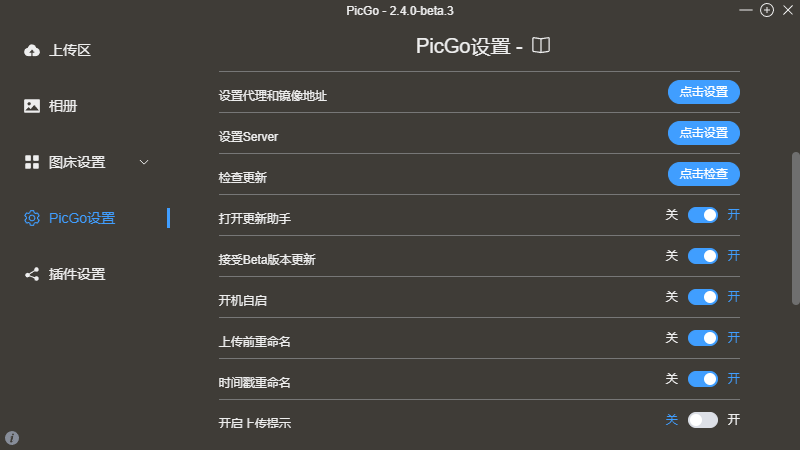 PicGo - 2.4.0-beta.3
上传区
相册
图床设置
PicGo设置
插件设置
PicGo设置 -
设置代理和镜像地址 点击设置
设置Server 点击设置
检查更新 点击检查
打开更新助手 关 开
接受Beta版本更新 关 开
开机自启 关 开
上传前重命名 关 开
时间戳重命名 关 开
开启上传提示 关 开